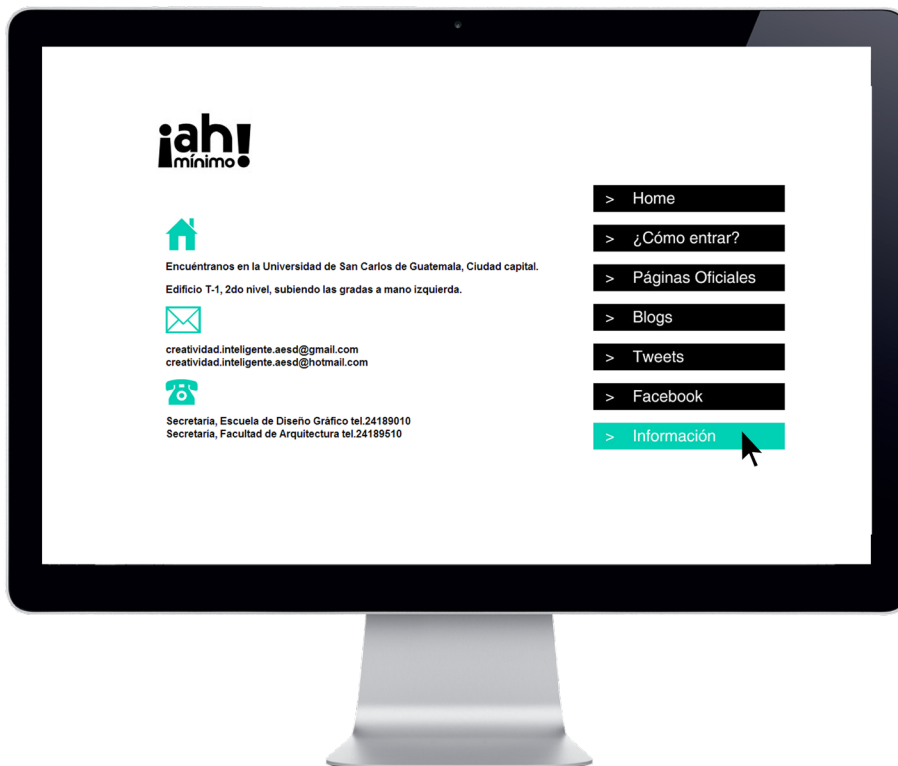 ¡ah!
mínimo
Encuéntranos en la Universidad de San Carlos de Guatemala, Ciudad capital.
Edificio T-1, 2do nivel, subiendo las gradas a mano izquierda.
creatividad.inteligente.aesd@gmail.com
creatividad.inteligente.aesd@hotmail.com
Secretaría, Escuela de Diseño Gráfico tel.24189010
Secretaría, Facultad de Arquitectura tel.24189510
> Home
> ¿Cómo entrar?
> Páginas Oficiales
> Blogs
> Tweets
> Facebook
> Información